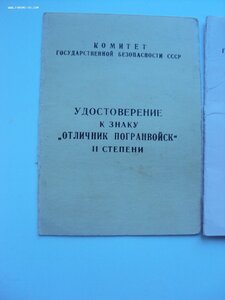 КОМИТЕТ
ГОСУДАРСТВЕННОЙ БЕЗОПАСНОСТИ СССР
УДОСТОВЕРЕНИЕ
К ЗНАКУ
„ОТЛИЧНИК ПОГРАНВОЙСК“
II СТЕПЕНИ